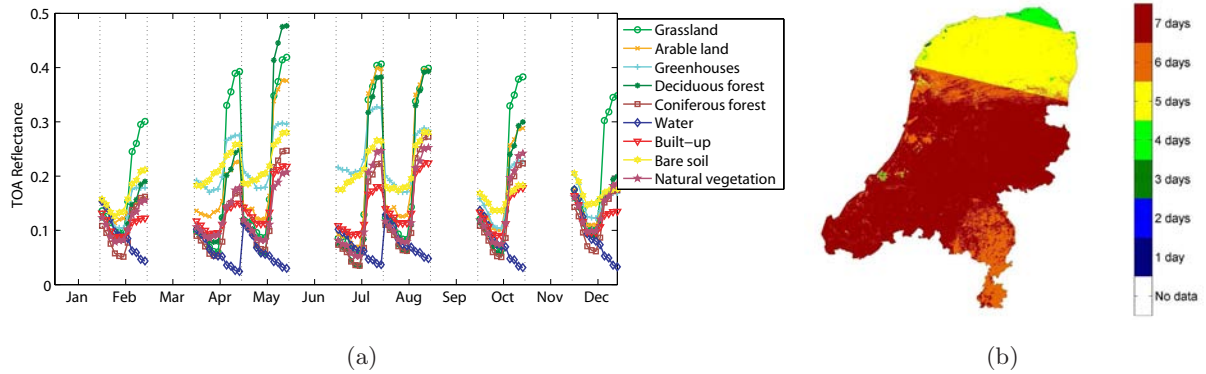 0.5
0.4
0.3
0.2
0.1
0
TOA Reflectance
Jan Feb Mar Apr May Jun Jul Aug Sep Oct Nov Dec
Grassland
Arable land
Greenhouses
Deciduous forest
Coniferous forest
Water
Built-up
Bare soil
Natural vegetation
(a)
7 days
6 days
5 days
4 days
3 days
2 days
1 day
No data
(b)